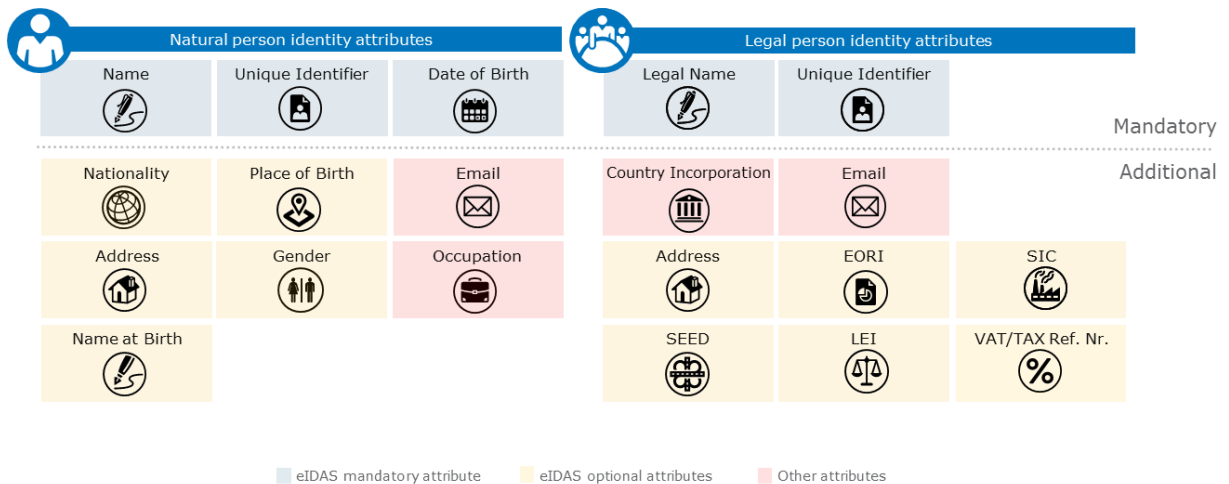 Natural person identity attributes
Legal person identity attributes
Name
Unique Identifier
Date of Birth
Legal Name
Unique Identifier
Mandatory
Additional
Nationality
Place of Birth
Email
Country Incorporation
Email
Address
Gender
Occupation
Address
EORI
SIC
Name at Birth
SEED
LEI
VAT/TAX Ref. Nr.
eIDAS mandatory attribute
eIDAS optional attributes
Other attributes